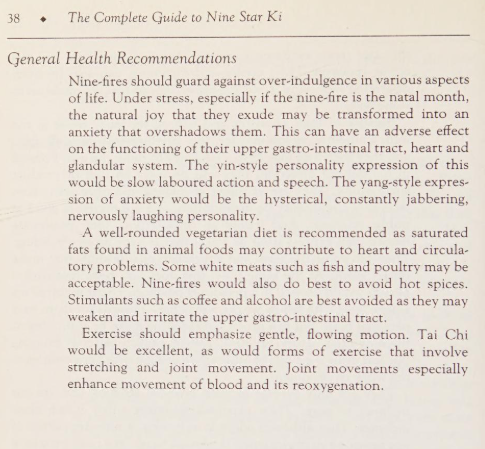 38 ◆ The Complete Guide to Nine Star Ki
General Health Recommendations
Nine-fires should guard against over-indulgence in various aspects
of life. Under stress, especially if the nine-fire is the natal month,
the natural joy that they exude may be transformed into an
anxiety that overshadows them. This can have an adverse effect
on the functioning of their upper gastro-intestinal tract, heart and
glandular system. The yin-style personality expression of this
would be slow laboured action and speech. The yang-style expres-
sion of anxiety would be the hysterical, constantly jabbering,
nervously laughing personality.
A well-rounded vegetarian diet is recommended as saturated
fats found in animal foods may contribute to heart and circula-
tory problems. Some white meats such as fish and poultry may be
acceptable. Nine-fires would also do best to avoid hot spices.
Stimulants such as coffee and alcohol are best avoided as they may
weaken and irritate the upper gastro-intestinal tract.
Exercise should emphasize gentle, flowing motion. Tai Chi
would be excellent, as would forms of exercise that involve
stretching and joint movement. Joint movements especially
enhance movement of blood and its reoxygenation.